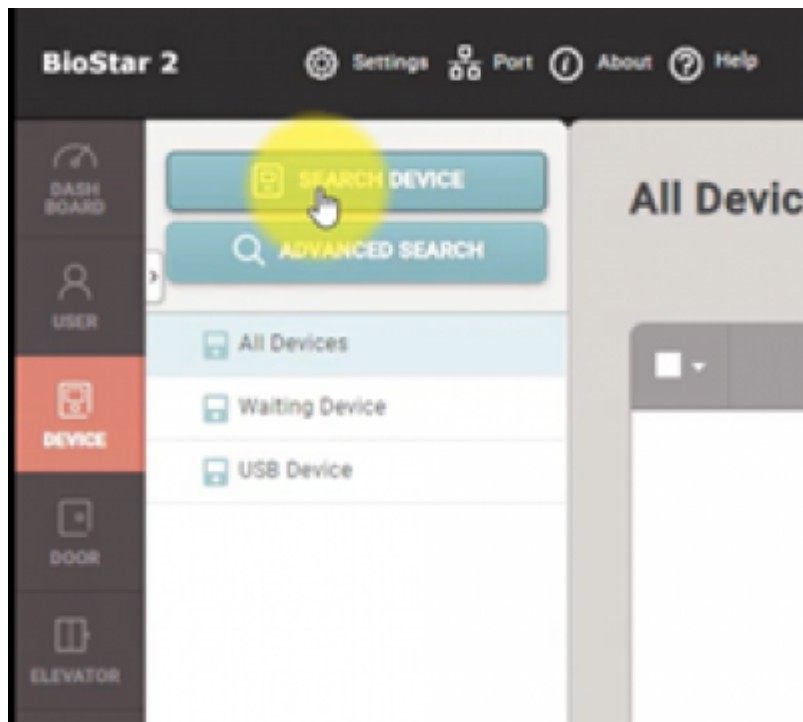 BioStar 2
Settings
Port
About
Help
DASH
BOARD
USER
DEVICE
DOOR
ELEVATOR
SEARCH DEVICE
ADVANCED SEARCH
All Devices
Waiting Device
USB Device
All Devic